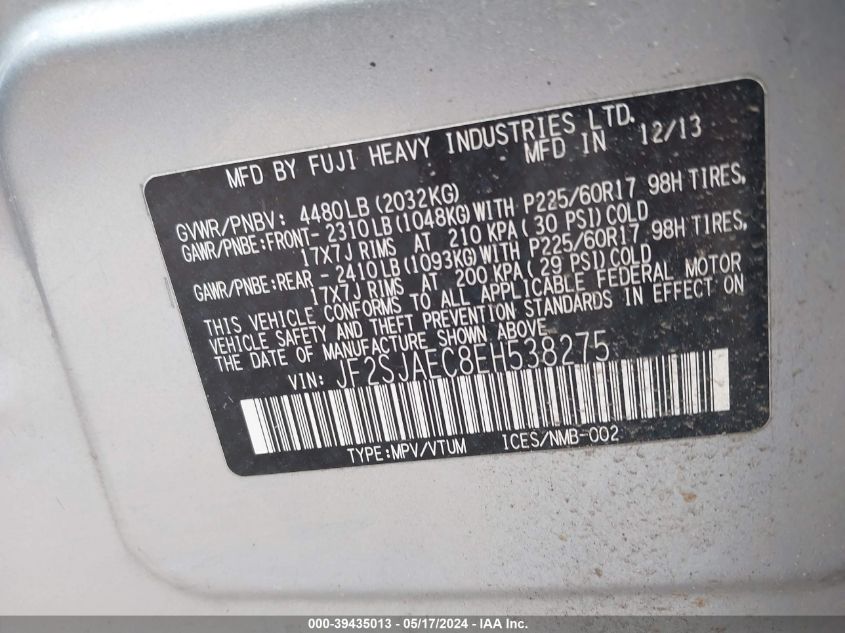 MFD BY FUJI HEAVY INDUSTRIES LTD.
MFD IN 12/13
GVWR/PNBV: 4480LB (2032KG)
GAWR/PNBE:FRONT- 2310LB (1048KG) WITH P225/60R17 98H TIRES,
17X7J RIMS AT 210 KPA( 30 PSI) COLD
GAWR/PNBE:REAR - 2410LB (1093KG) WITH P225/60R17 98H TIRES,
17X7J RIMS AT 200 KPA( 29 PSI) COLD
THIS VEHICLE CONFORMS TO ALL APPLICABLE FEDERAL MOTOR
VEHICLE SAFETY AND THEFT PREVENTION STANDARDS IN EFFECT ON
THE DATE OF MANUFACTURE SHOWN ABOVE.
VIN: JF2SJAEC8EH538275
TYPE:MPV/VTUM ICES/NMB-002
000-39435013 - 05/17/2024 - IAA Inc.